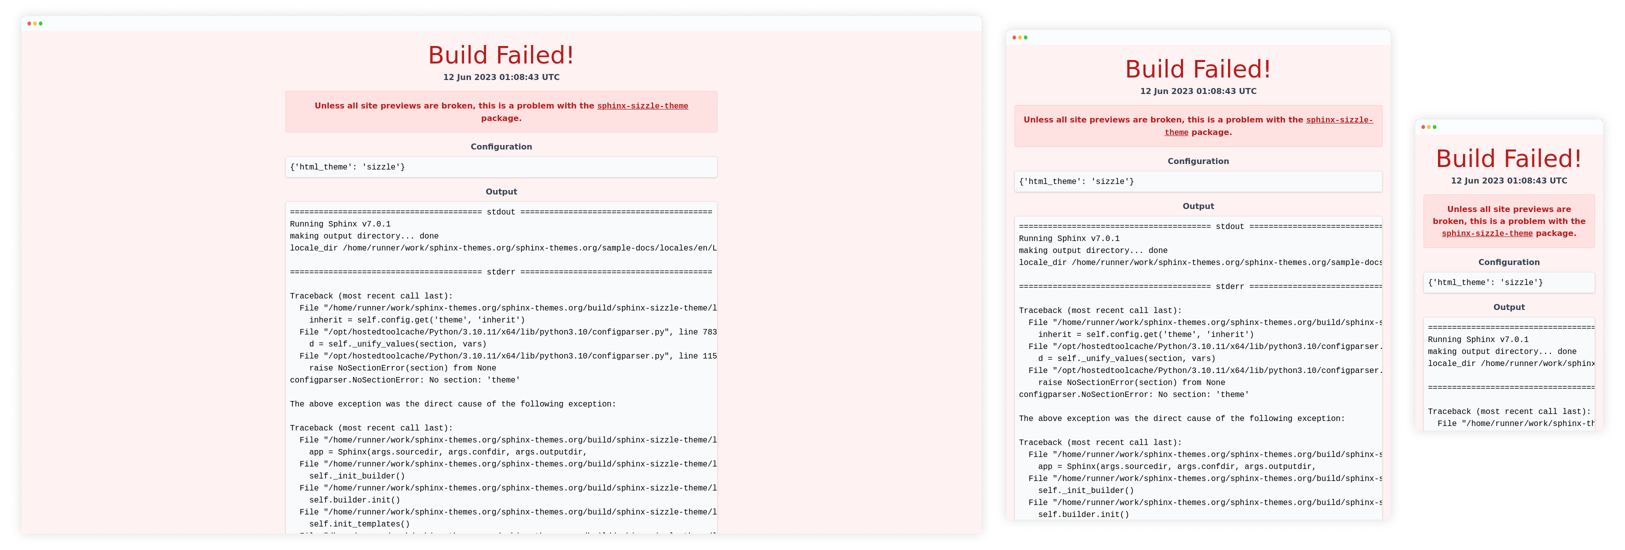 Build Failed!
12 Jun 2023 01:08:43 UTC
Unless all site previews are broken, this is a problem with the sphinx-sizzle-theme
package.
Configuration
{'html_theme': 'sizzle'}
Output
======================================== stdout ========================================
Running Sphinx v7.0.1
making output directory... done
locale_dir /home/runner/work/sphinx-themes.org/sphinx-themes.org/sample-docs/locales/en/L
======================================== stderr ========================================
Traceback (most recent call last):
  File "/home/runner/work/sphinx-themes.org/sphinx-themes.org/build/sphinx-sizzle-theme/l
    inherit = self.config.get('theme', 'inherit')
  File "/opt/hostedtoolcache/Python/3.10.11/x64/lib/python3.10/configparser.py", line 783
    d = self._unify_values(section, vars)
  File "/opt/hostedtoolcache/Python/3.10.11/x64/lib/python3.10/configparser.py", line 115
    raise NoSectionError(section) from None
configparser.NoSectionError: No section: 'theme'
The above exception was the direct cause of the following exception:
Traceback (most recent call last):
  File "/home/runner/work/sphinx-themes.org/sphinx-themes.org/build/sphinx-sizzle-theme/l
    app = Sphinx(args.sourcedir, args.confdir, args.outputdir,
  File "/home/runner/work/sphinx-themes.org/sphinx-themes.org/build/sphinx-sizzle-theme/l
    self._init_builder()
  File "/home/runner/work/sphinx-themes.org/sphinx-themes.org/build/sphinx-sizzle-theme/l
    self.builder.init()
  File "/home/runner/work/sphinx-themes.org/sphinx-themes.org/build/sphinx-sizzle-theme/l
    self.init_templates()
Build Failed!
12 Jun 2023 01:08:43 UTC
Unless all site previews are broken, this is a problem with the sphinx-sizzle-
theme package.
Configuration
{'html_theme': 'sizzle'}
Output
======================================== stdout ============================
Running Sphinx v7.0.1
making output directory... done
locale_dir /home/runner/work/sphinx-themes.org/sphinx-themes.org/sample-docs
======================================== stderr ============================
Traceback (most recent call last):
  File "/home/runner/work/sphinx-themes.org/sphinx-themes.org/build/sphinx-s
    inherit = self.config.get('theme', 'inherit')
  File "/opt/hostedtoolcache/Python/3.10.11/x64/lib/python3.10/configparser.
    d = self._unify_values(section, vars)
  File "/opt/hostedtoolcache/Python/3.10.11/x64/lib/python3.10/configparser.
    raise NoSectionError(section) from None
configparser.NoSectionError: No section: 'theme'
The above exception was the direct cause of the following exception:
Traceback (most recent call last):
  File "/home/runner/work/sphinx-themes.org/sphinx-themes.org/build/sphinx-s
    app = Sphinx(args.sourcedir, args.confdir, args.outputdir,
  File "/home/runner/work/sphinx-themes.org/sphinx-themes.org/build/sphinx-s
    self._init_builder()
  File "/home/runner/work/sphinx-themes.org/sphinx-themes.org/build/sphinx-s
    self.builder.init()
Build Failed!
12 Jun 2023 01:08:43 UTC
Unless all site previews are
broken, this is a problem with the
sphinx-sizzle-theme package.
Configuration
{'html_theme': 'sizzle'}
Output
===================================
Running Sphinx v7.0.1
making output directory... done
locale_dir /home/runner/work/sphinx
===================================
Traceback (most recent call last):
  File "/home/runner/work/sphinx-th